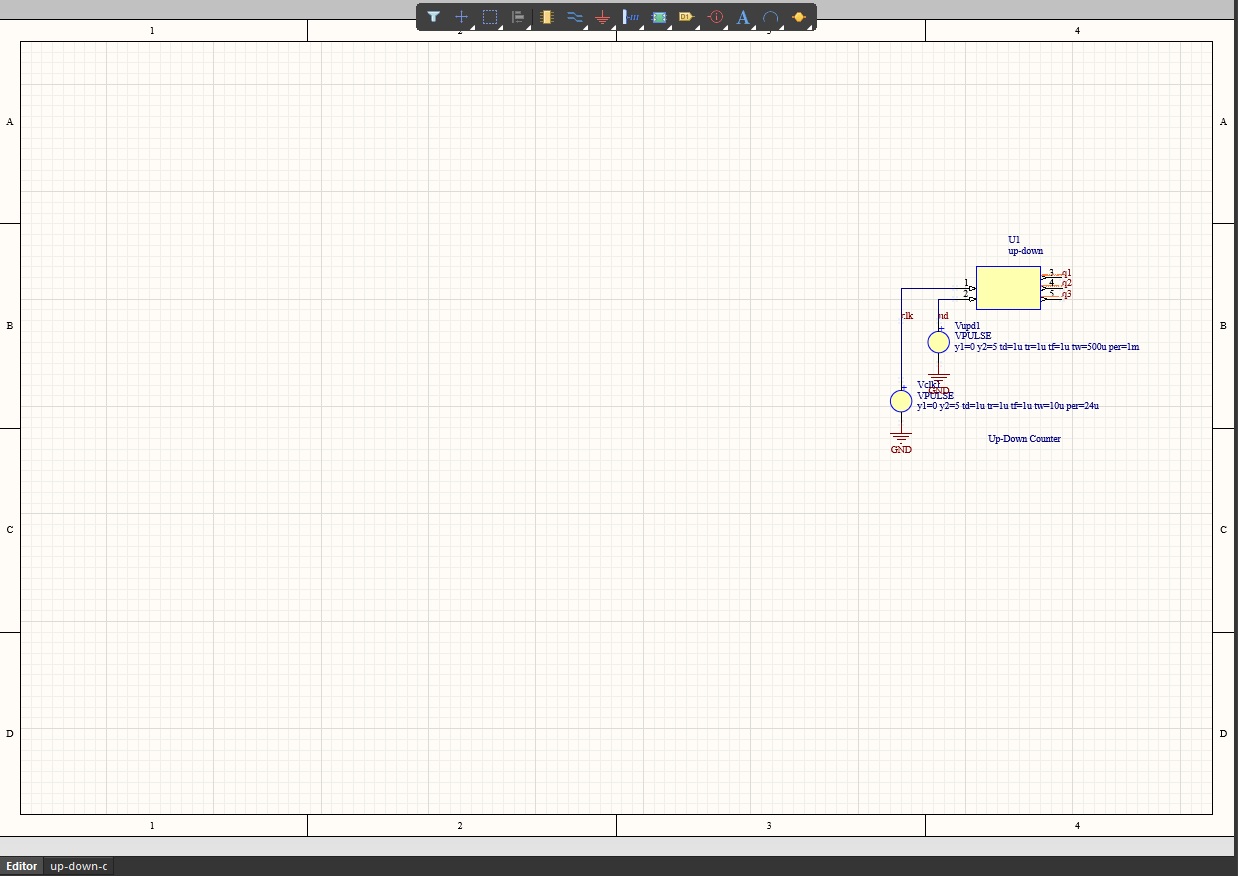 1 2 3 4
A A
U1
up-down
1 3 q1
4 q2
2 5 q3
clk ud
B B
Vupd1
VPULSE
y1=0 y2=5 td=1u tr=1u tf=1u tw=500u per=1m
GND
Vclk1
VPULSE
y1=0 y2=5 td=1u tr=1u tf=1u tw=10u per=24u
Up-Down Counter
GND
C C
D D
1 2 3 4
Editor up-down-c